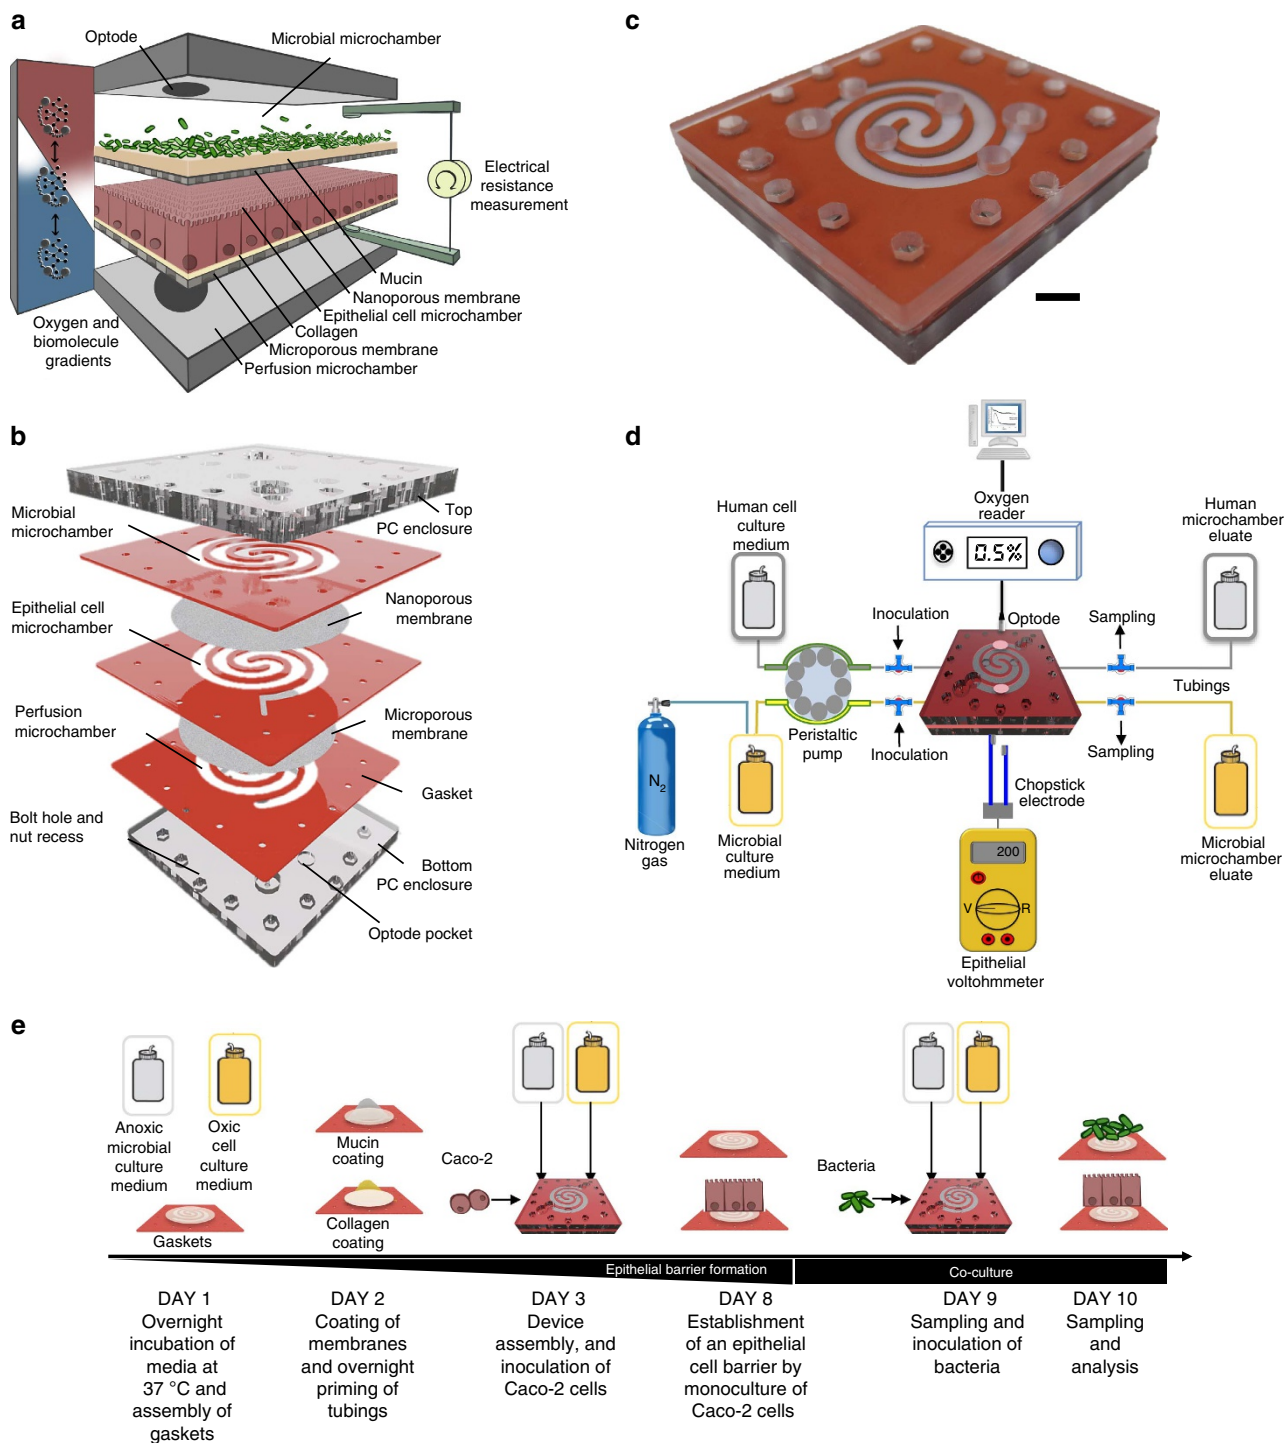 a
Optode
Microbial microchamber
Electrical
resistance
measurement
Mucin
Nanoporous membrane
Epithelial cell microchamber
Collagen
Microporous membrane
Perfusion microchamber
Oxygen and
biomolecule
gradients
b
Top
PC enclosure
Microbial
microchamber
Nanoporous
membrane
Epithelial cell
microchamber
Microporous
membrane
Perfusion
microchamber
Gasket
Bolt hole and
nut recess
Bottom
PC enclosure
Optode pocket
c
d
Oxygen
reader
0.5%
Human cell
culture
medium
Human
microchamber
eluate
Inoculation
Optode
Sampling
Tubings
Peristaltic
pump
Inoculation
Sampling
N2
Nitrogen
gas
Microbial
culture
medium
Chopstick
electrode
200
V
R
Epithelial
voltohmmeter
Microbial
microchamber
eluate
e
Anoxic
microbial
culture
medium
Oxic
cell
culture
medium
Gaskets
Mucin
coating
Collagen
coating
Caco-2
Bacteria
Epithelial barrier formation
Co-culture
DAY 1
Overnight
incubation of
media at
37 °C and
assembly of
gaskets
DAY 2
Coating of
membranes
and overnight
priming of
tubings
DAY 3
Device
assembly, and
inoculation of
Caco-2 cells
DAY 8
Establishment
of an epithelial
cell barrier by
monoculture of
Caco-2 cells
DAY 9
Sampling and
inoculation of
bacteria
DAY 10
Sampling
and
analysis